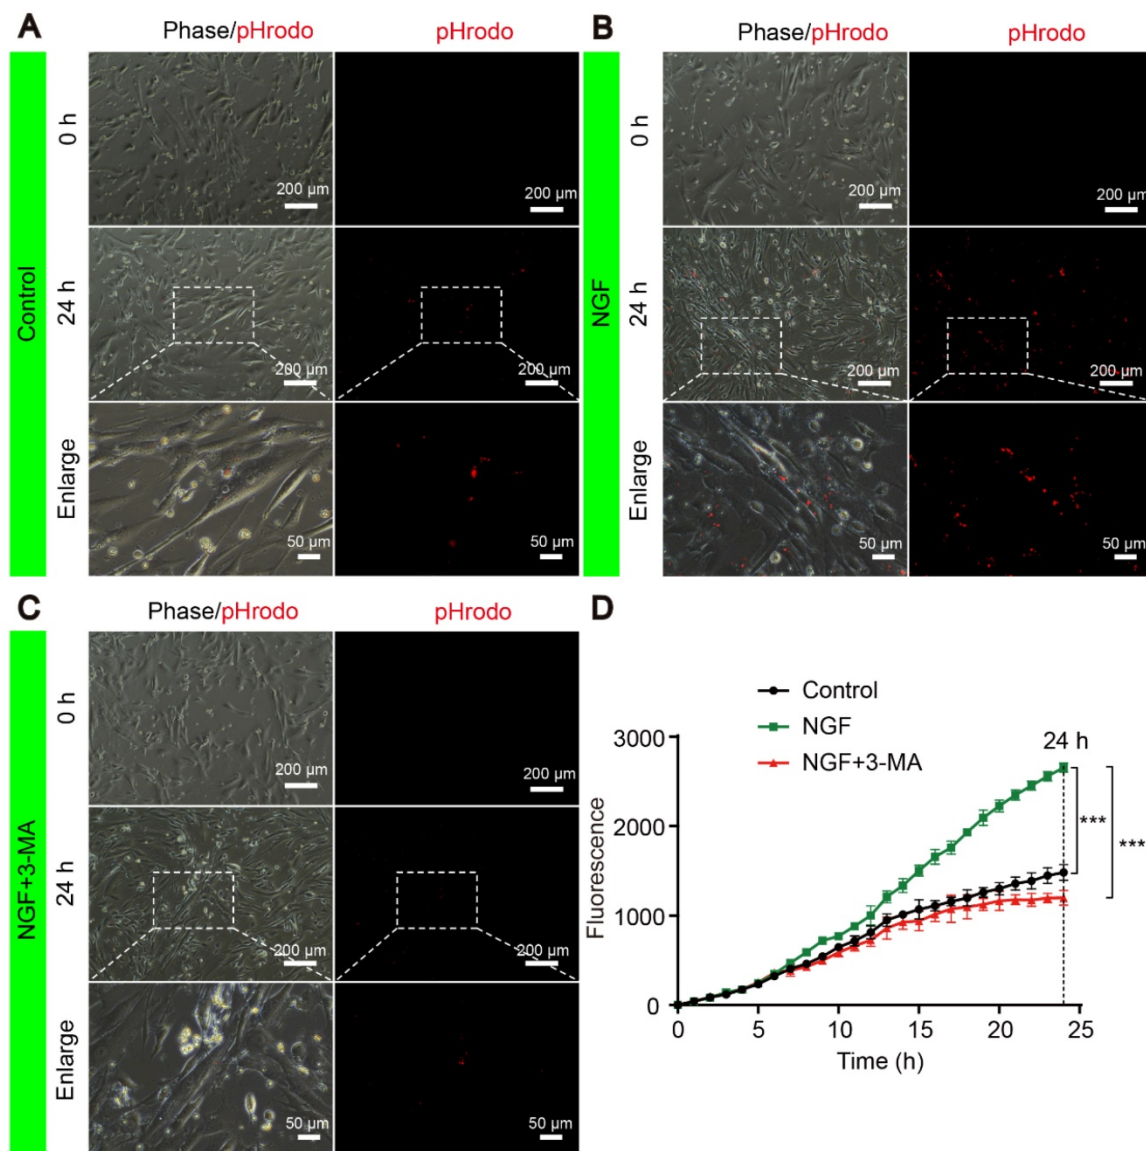 A
Phase/pHrodo
pHrodo
Control
0 h
200 µm
200 µm
24 h
200 µm
200 µm
Enlarge
50 µm
50 µm
B
Phase/pHrodo
pHrodo
NGF
0 h
200 µm
200 µm
24 h
200 µm
200 µm
Enlarge
50 µm
50 µm
C
Phase/pHrodo
pHrodo
NGF+3-MA
0 h
200 µm
200 µm
24 h
200 µm
200 µm
Enlarge
50 µm
50 µm
D
Control
NGF
NGF+3-MA
24 h
***
***
Fluorescence
3000
2000
1000
0
0 5 10 15 20 25
Time (h)